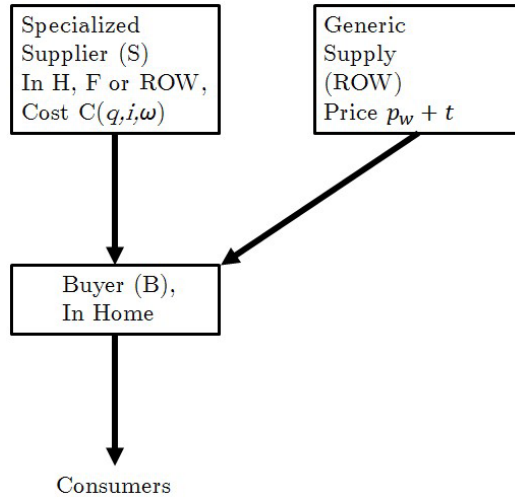 Specialized
Supplier (S)
In H, F or ROW,
Cost C(q,i,ω)
Generic
Supply
(ROW)
Price p_w + t
Buyer (B),
In Home
Consumers